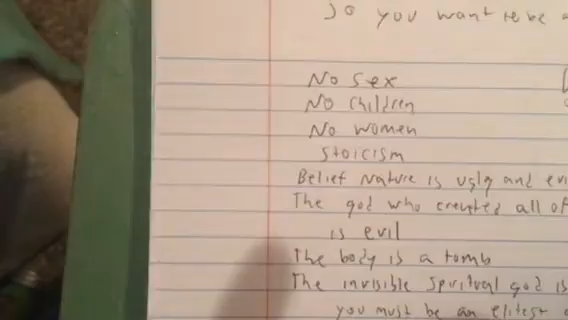 So you want to be
No sex
No children
No women
Stoicism
Belief Nature is ugly and
The god who created all of
is evil
The body is a tomb
The invisible spiritual god is
you must be an elitest